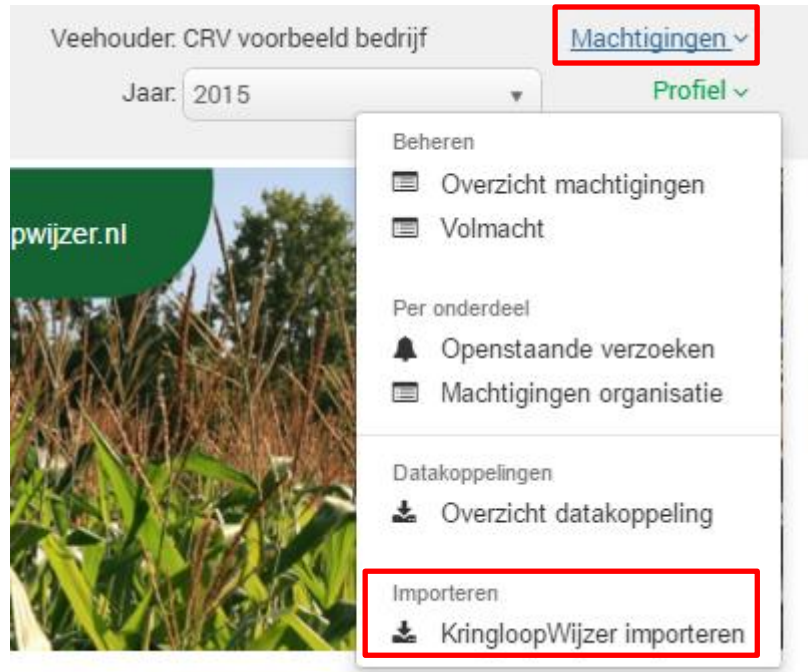 Veehouder: CRV voorbeeld bedrijf
Machtigingen
Jaar: 2015
Profiel
pwijzer.nl
Beheren
Overzicht machtigingen
Volmacht
Per onderdeel
Openstaande verzoeken
Machtigingen organisatie
Datakoppelingen
Overzicht datakoppeling
Importeren
KringloopWijzer importeren